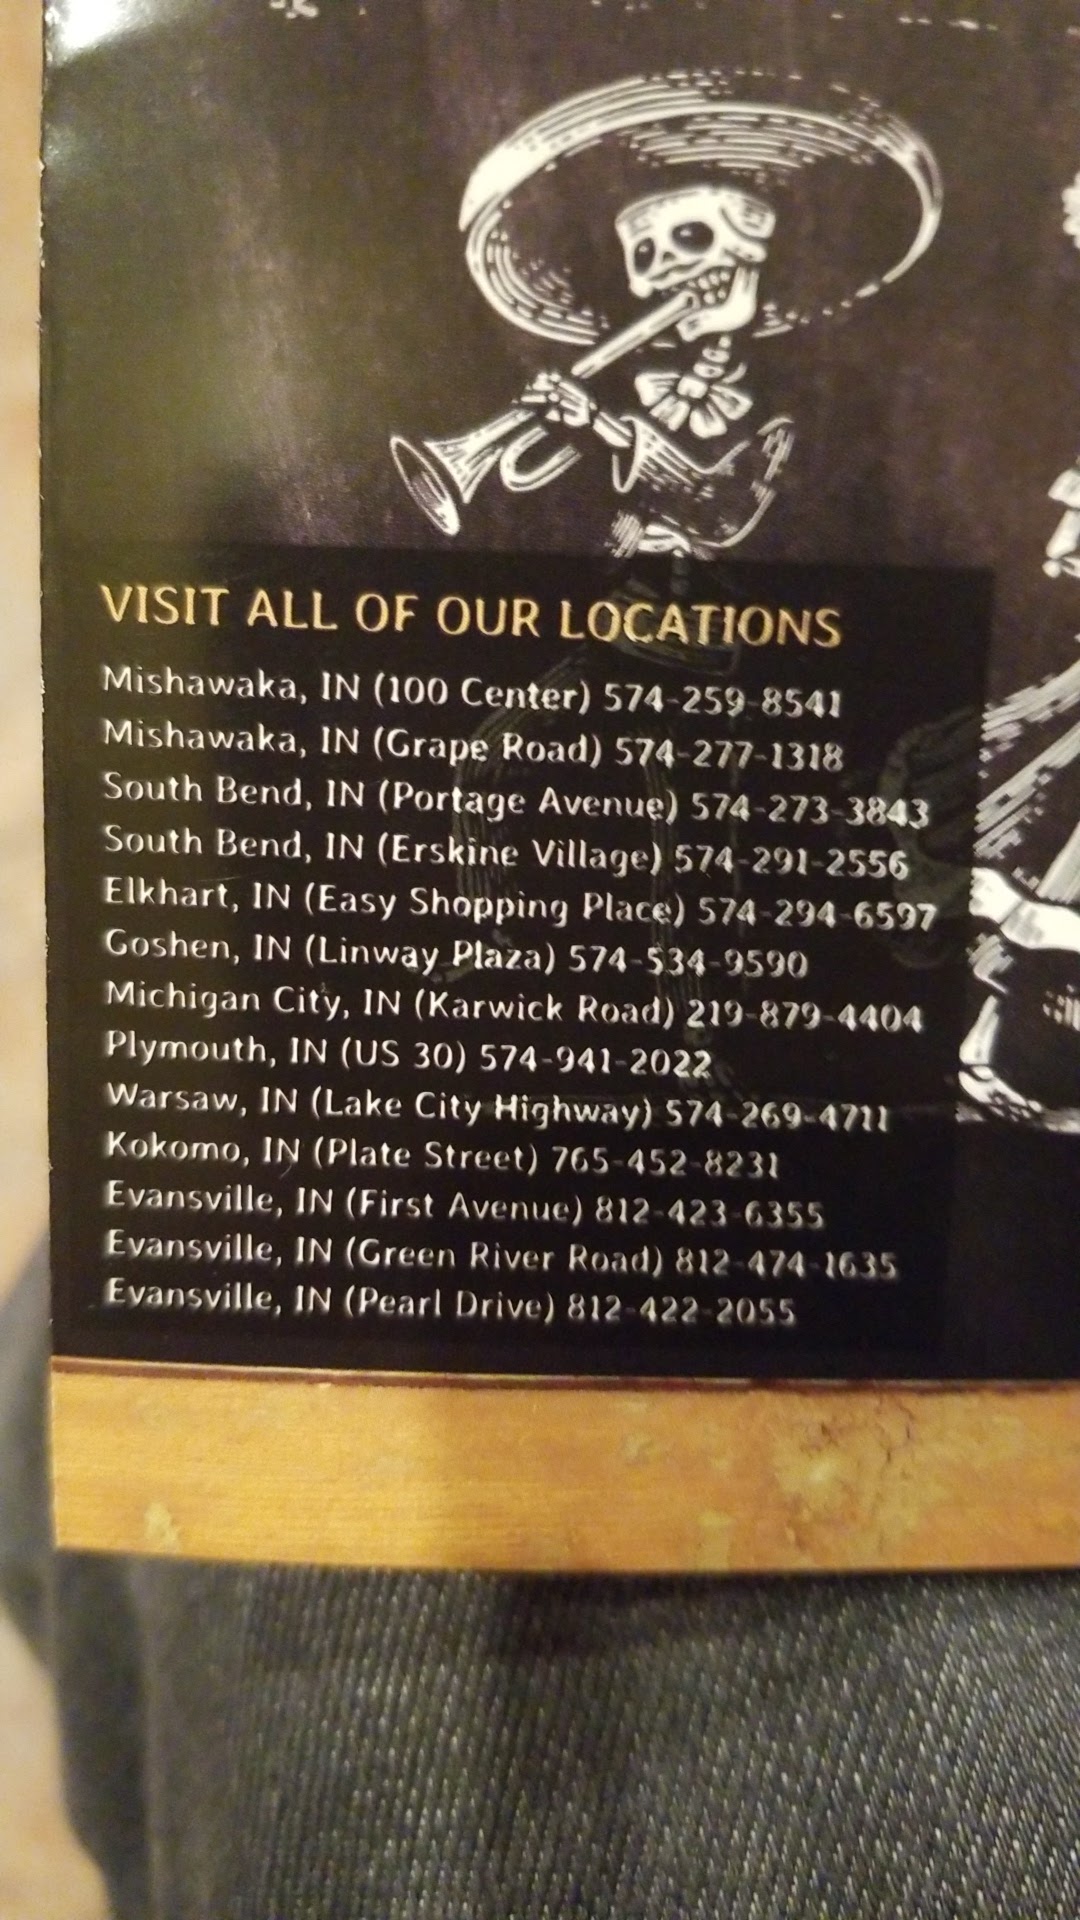 VISIT ALL OF OUR LOCATIONS
Mishawaka, IN (100 Center) 574-259-8541
Mishawaka, IN (Grape Road) 574-277-1318
South Bend, IN (Portage Avenue) 574-273-3843
South Bend, IN (Erskine Village) 574-291-2556
Elkhart, IN (Easy Shopping Place) 574-294-6597
Goshen, IN (Linway Plaza) 574-534-9590
Michigan City, IN (Karwick Road) 219-879-4404
Plymouth, IN (US 30) 574-941-2022
Warsaw, IN (Lake City Highway) 574-269-4711
Kokomo, IN (Plate Street) 765-452-8231
Evansville, IN (First Avenue) 812-423-6355
Evansville, IN (Green River Road) 812-474-1635
Evansville, IN (Pearl Drive) 812-422-2055